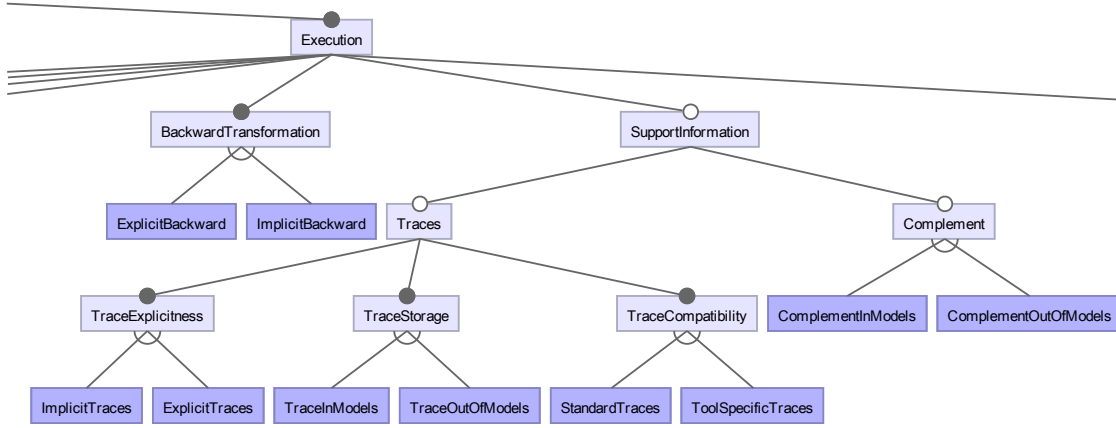 Execution
BackwardTransformation
SupportInformation
ExplicitBackward
ImplicitBackward
Traces
Complement
TraceExplicitness
TraceStorage
TraceCompatibility
ComplementInModels
ComplementOutOfModels
ImplicitTraces
ExplicitTraces
TraceInModels
TraceOutOfModels
StandardTraces
ToolSpecificTraces